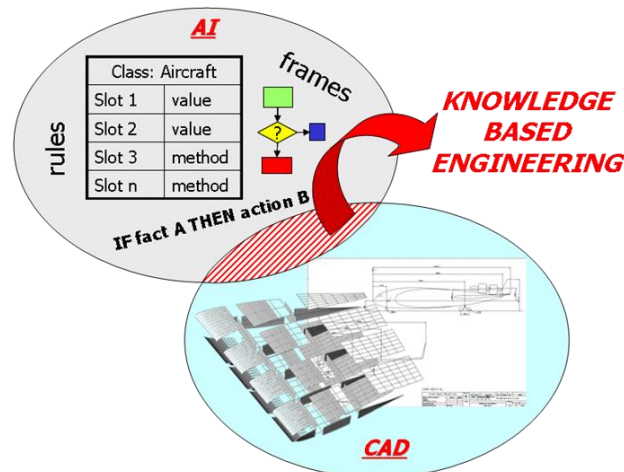 AI
frames
rules
Class: Aircraft
Slot 1 value
Slot 2 value
Slot 3 method
Slot n method
?
IF fact A THEN action B
KNOWLEDGE
BASED
ENGINEERING
CAD